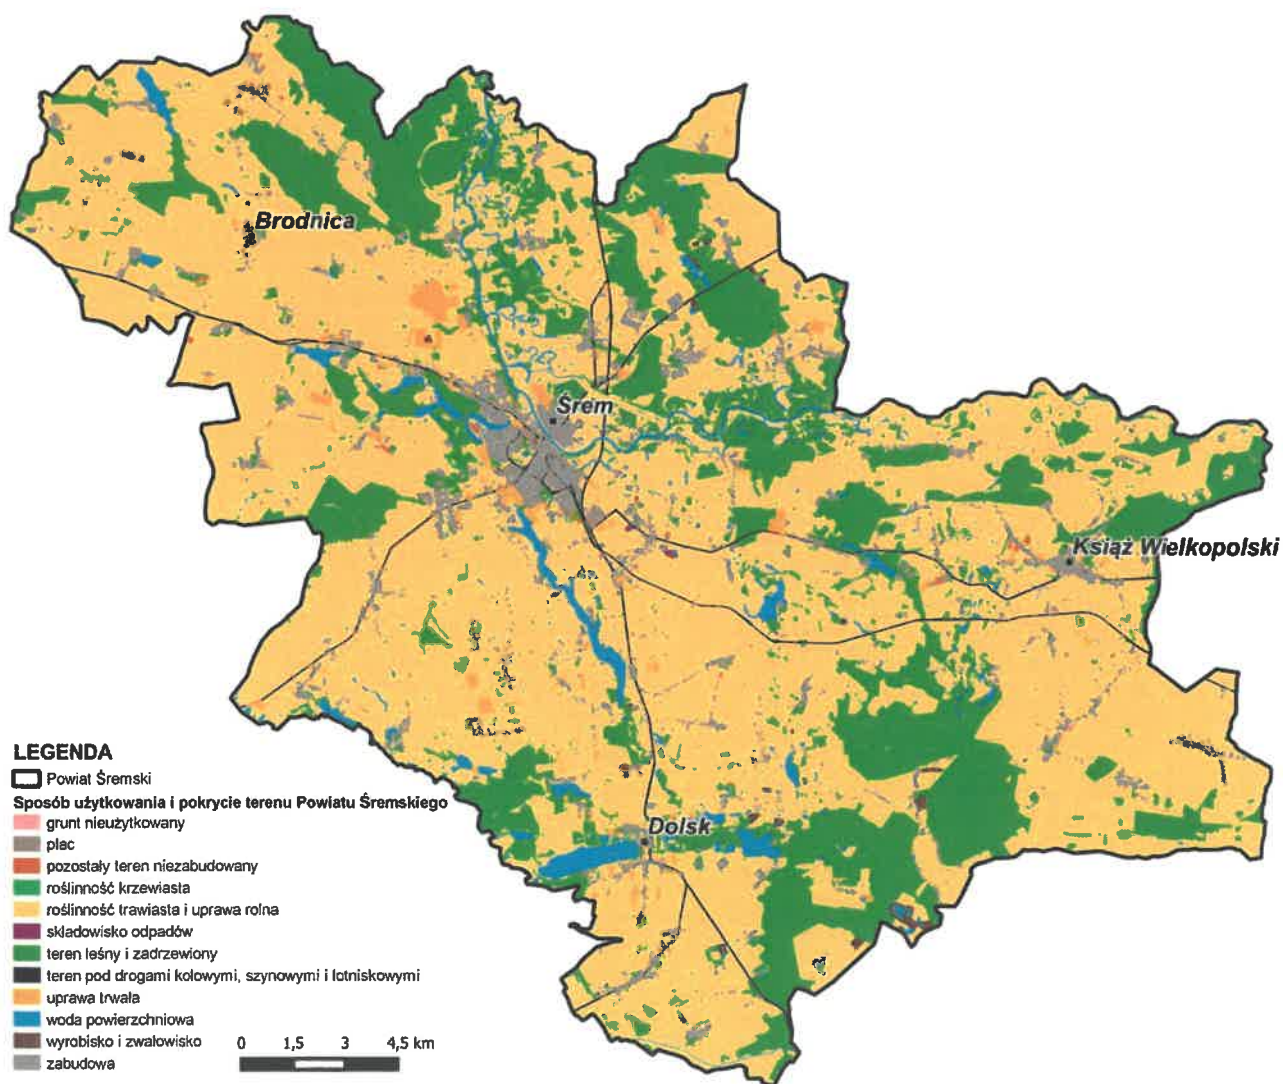 Brodnica
Śrem
Książ Wielkopolski
Dolsk
LEGENDA
Powiat Śremski
Sposób użytkowania i pokrycie terenu Powiatu Śremskiego
grunt nieużytkowany
plac
pozostały teren niezabudowany
roślinność krzewiasta
roślinność trawiasta i uprawa rolna
składowisko odpadów
teren leśny i zadrzewiony
teren pod drogami kołowymi, szynowymi i lotniskowymi
uprawa trwała
woda powierzchniowa
wyrobisko i zwałowisko
zabudowa
0 1,5 3 4,5 km